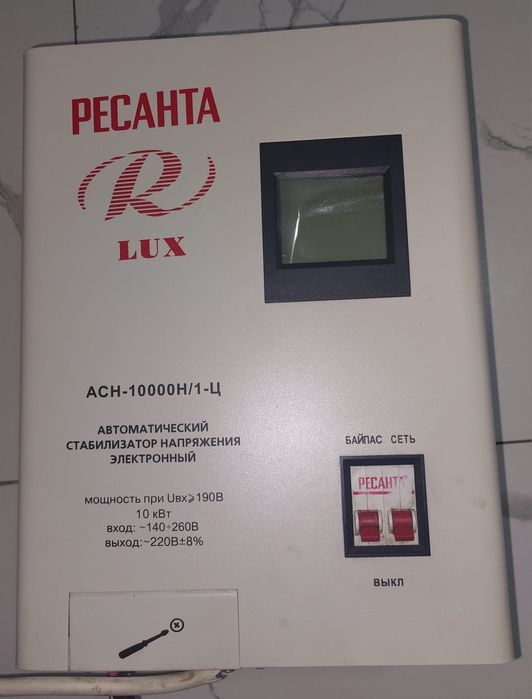 РЕСАНТА
R
LUX
АСН-10000Н/1-Ц
АВТОМАТИЧЕСКИЙ
СТАБИЛИЗАТОР НАПРЯЖЕНИЯ
ЭЛЕКТРОННЫЙ
мощность при Uвх⩾190В
10 кВт
вход: ~140÷260В
выход:~220В±8%
БАЙПАС СЕТЬ
РЕСАНТА
ВЫКЛ